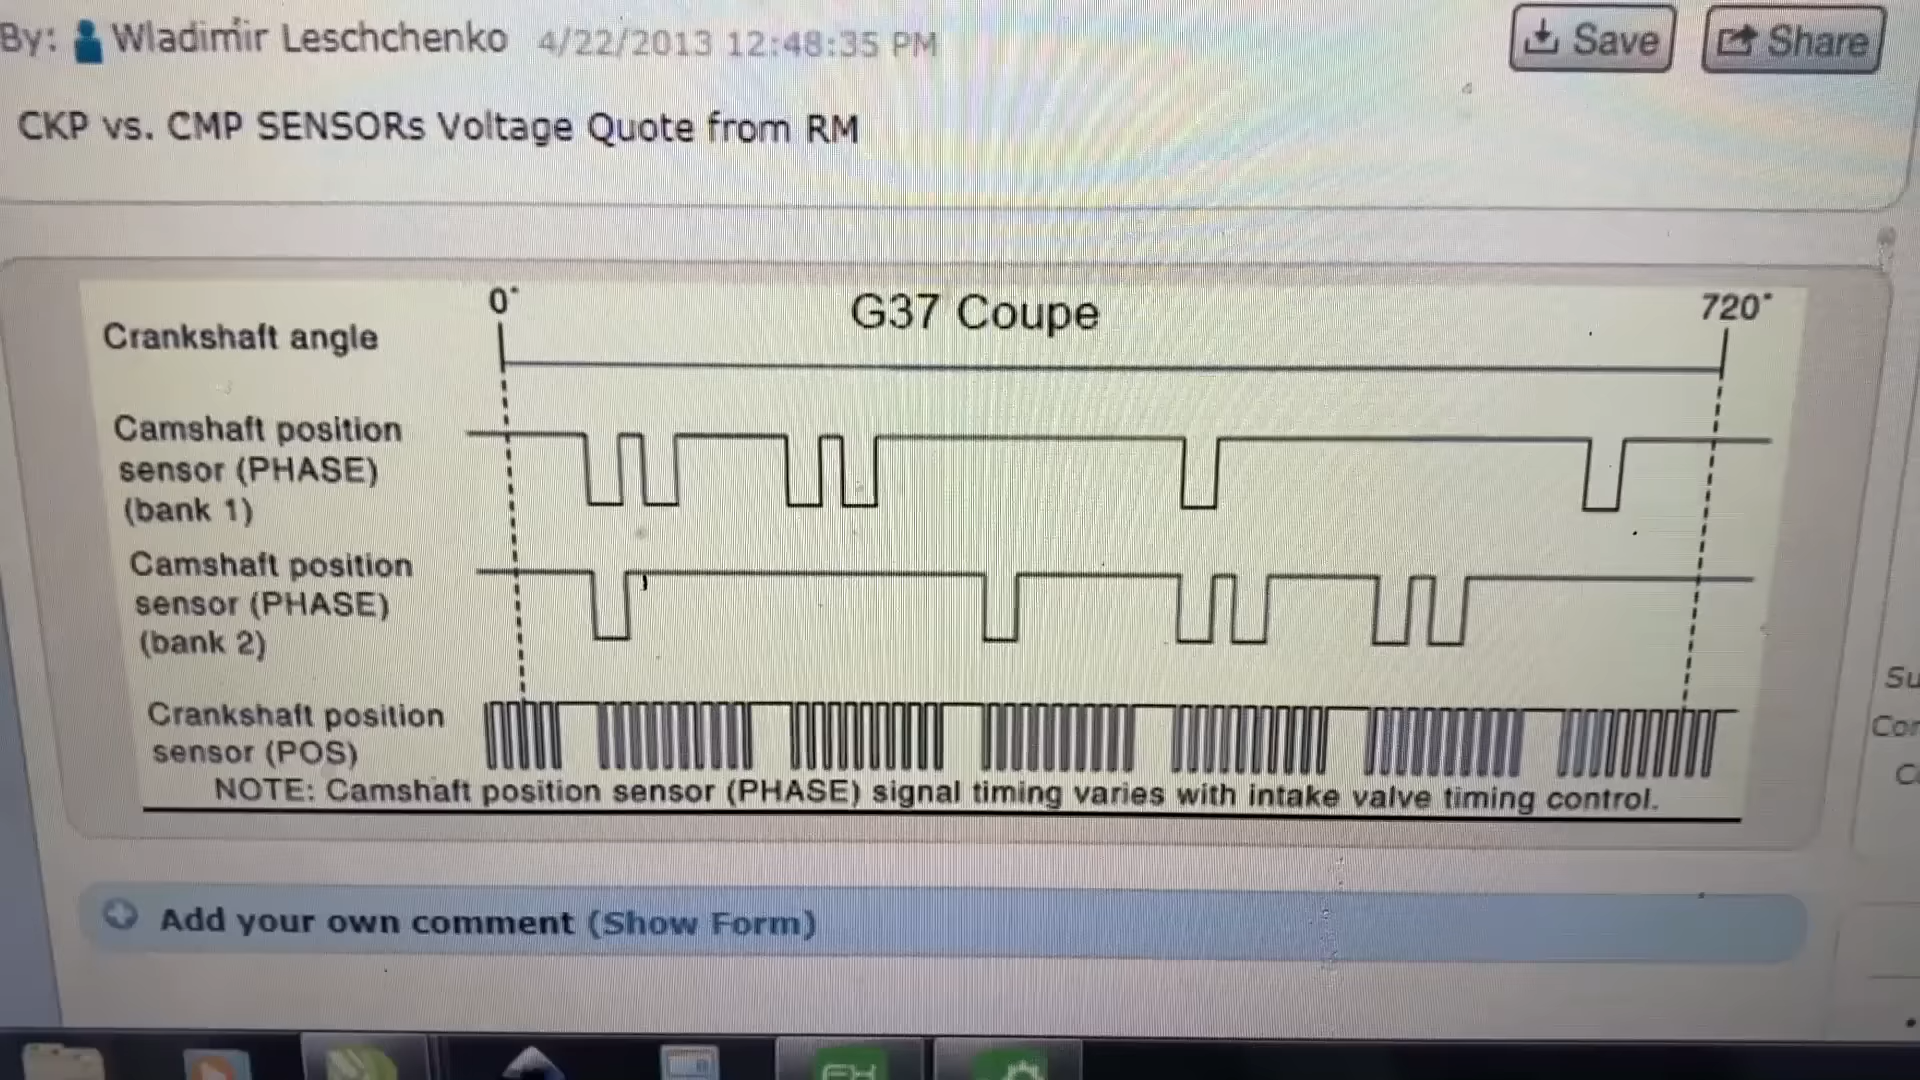 By: Wladimir Leschchenko 4/22/2013 12:48:35 PM
Save
Share
CKP vs. CMP SENSORs Voltage Quote from RM
0°
G37 Coupe
720°
Crankshaft angle
Camshaft position
sensor (PHASE)
(bank 1)
Camshaft position
sensor (PHASE)
(bank 2)
Crankshaft position
sensor (POS)
NOTE: Camshaft position sensor (PHASE) signal timing varies with intake valve timing control.
Add your own comment (Show Form)